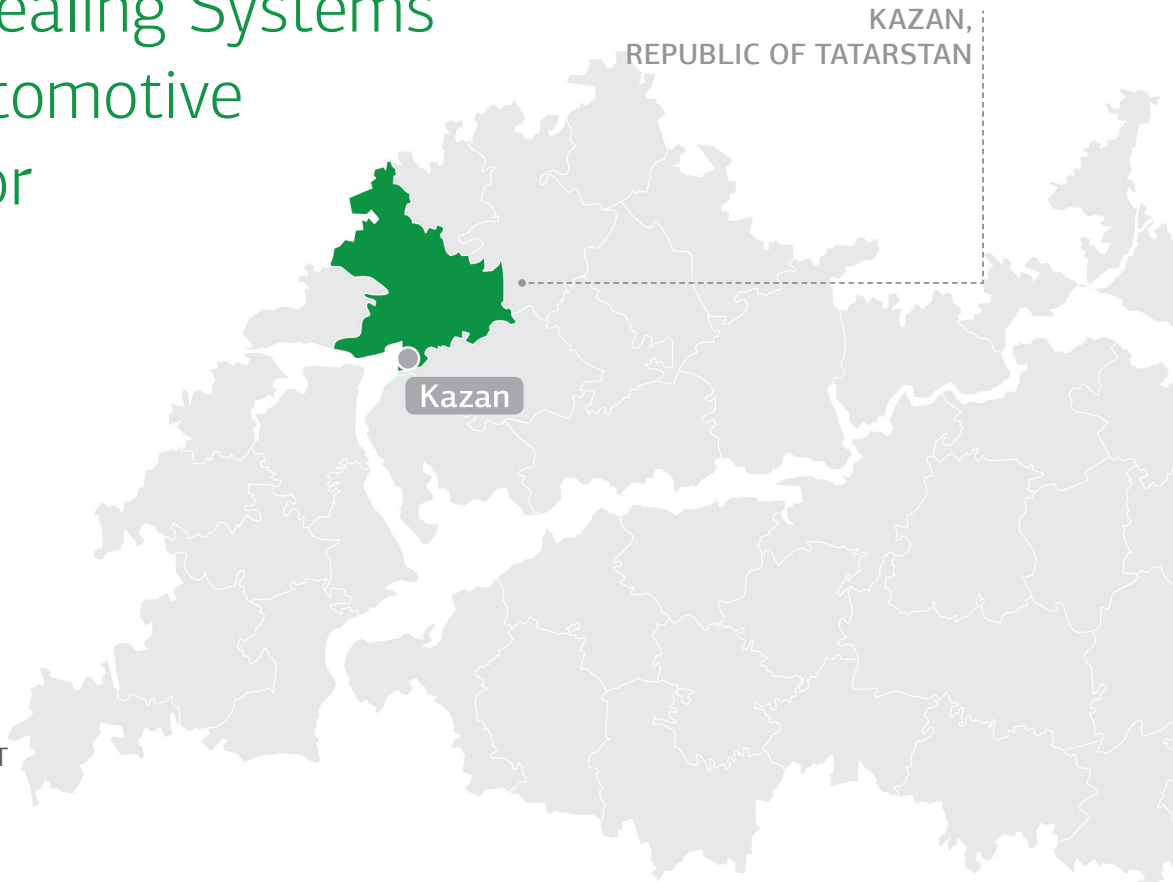 ealing Systems
tomotive
or
KAZAN,
REPUBLIC OF TATARSTAN
Kazan
T